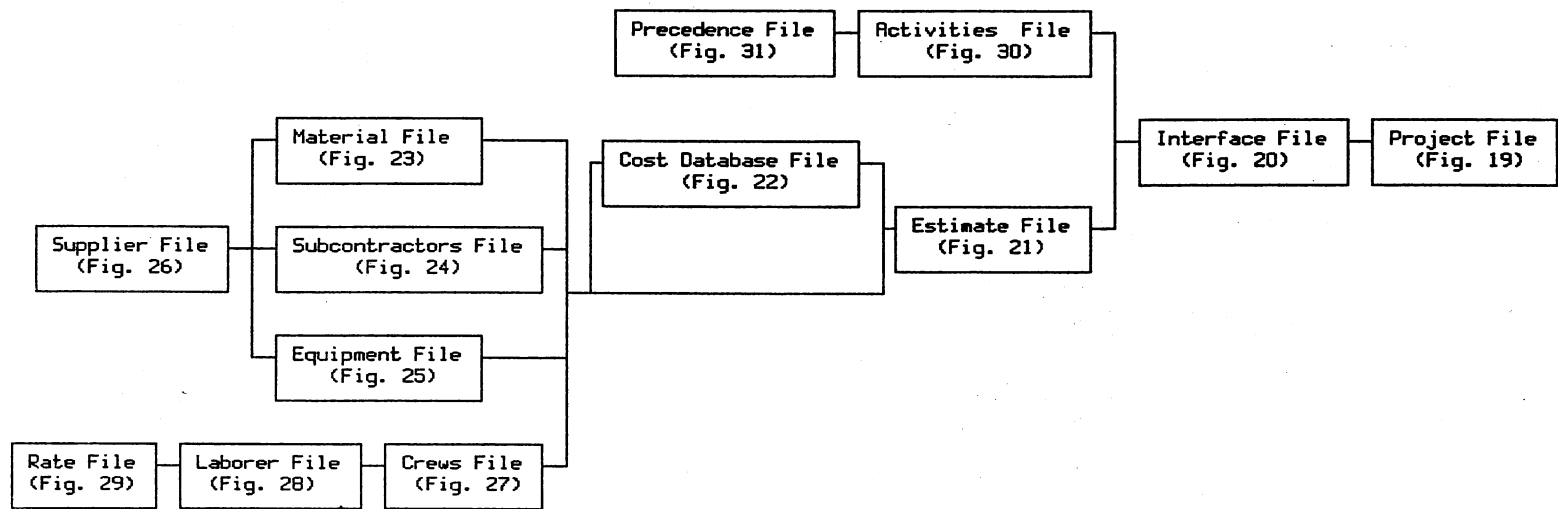 Precedence File
(Fig. 31)
Activities File
(Fig. 30)
Material File
(Fig. 23)
Cost Database File
(Fig. 22)
Interface File
(Fig. 20)
Project File
(Fig. 19)
Supplier File
(Fig. 26)
Subcontractors File
(Fig. 24)
Estimate File
(Fig. 21)
Equipment File
(Fig. 25)
Rate File
(Fig. 29)
Laborer File
(Fig. 28)
Crews File
(Fig. 27)